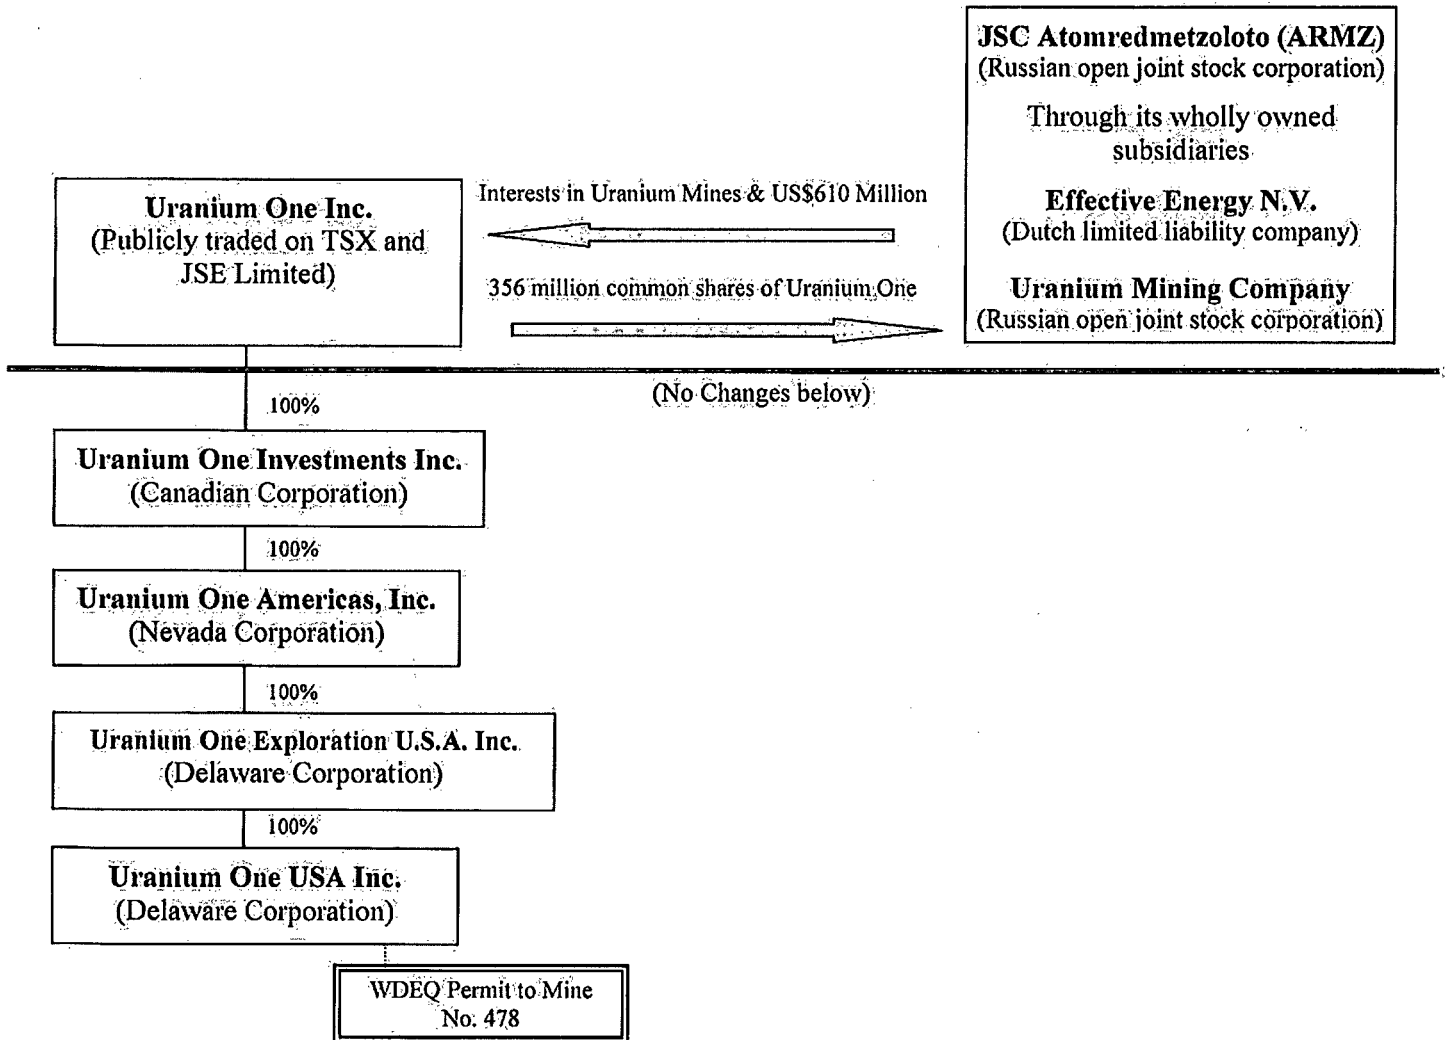 JSC Atomredmetzoloto (ARMZ)
(Russian open joint stock corporation)
Through its wholly owned
subsidiaries
Effective Energy N.V.
(Dutch limited liability company)
Uranium Mining Company
(Russian open joint stock corporation)
Uranium One Inc.
(Publicly traded on TSX and
JSE Limited)
Interests in Uranium Mines & US$610 Million
356 million common shares of Uranium One
(No Changes below)
100%
Uranium One Investments Inc.
(Canadian Corporation)
100%
Uranium One Americas, Inc.
(Nevada Corporation)
100%
Uranium One Exploration U.S.A. Inc.
(Delaware Corporation)
100%
Uranium One USA Inc.
(Delaware Corporation)
WDEQ Permit to Mine
No. 478